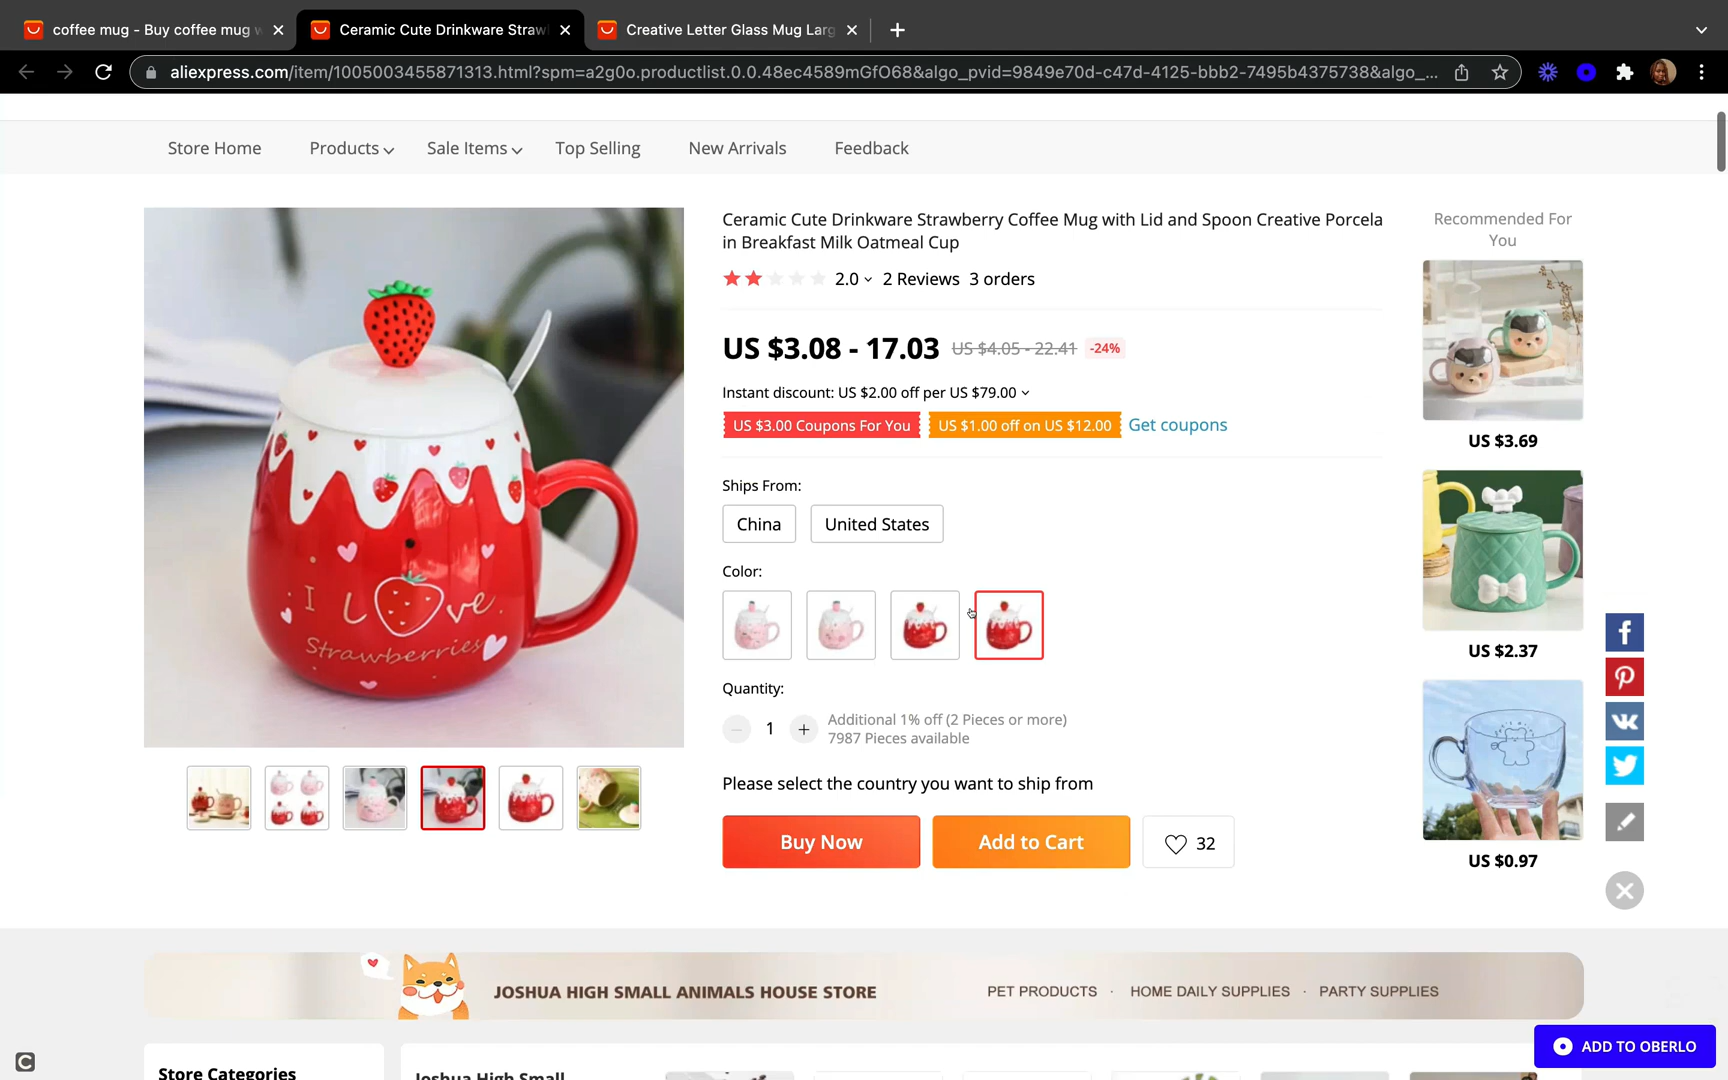 coffee mug - Buy coffee mug w
Ceramic Cute Drinkware Straw
Creative Letter Glass Mug Larg
aliexpress.com/item/1005003455871313.html?spm=a2g0o.productlist.0.0.48ec4589mGfO68&algo_pvid=9849e70d-c47d-4125-bbb2-7495b4375738&algo_...
Store Home Products Sale Items Top Selling New Arrivals Feedback
I Love
Strawberries
Ceramic Cute Drinkware Strawberry Coffee Mug with Lid and Spoon Creative Porcela
in Breakfast Milk Oatmeal Cup
2.0 2 Reviews 3 orders
US $3.08 - 17.03 US $4.05 - 22.41 -24%
Instant discount: US $2.00 off per US $79.00
US $3.00 Coupons For You US $1.00 off on US $12.00 Get coupons
Ships From:
China United States
Color:
Quantity:
1
Additional 1% off (2 Pieces or more)
7987 Pieces available
Please select the country you want to ship from
Buy Now Add to Cart 32
Recommended For
You
US $3.69
US $2.37
US $0.97
JOSHUA HIGH SMALL ANIMALS HOUSE STORE
PET PRODUCTS · HOME DAILY SUPPLIES · PARTY SUPPLIES
ADD TO OBERLO
Store Categories
Joshua High Small